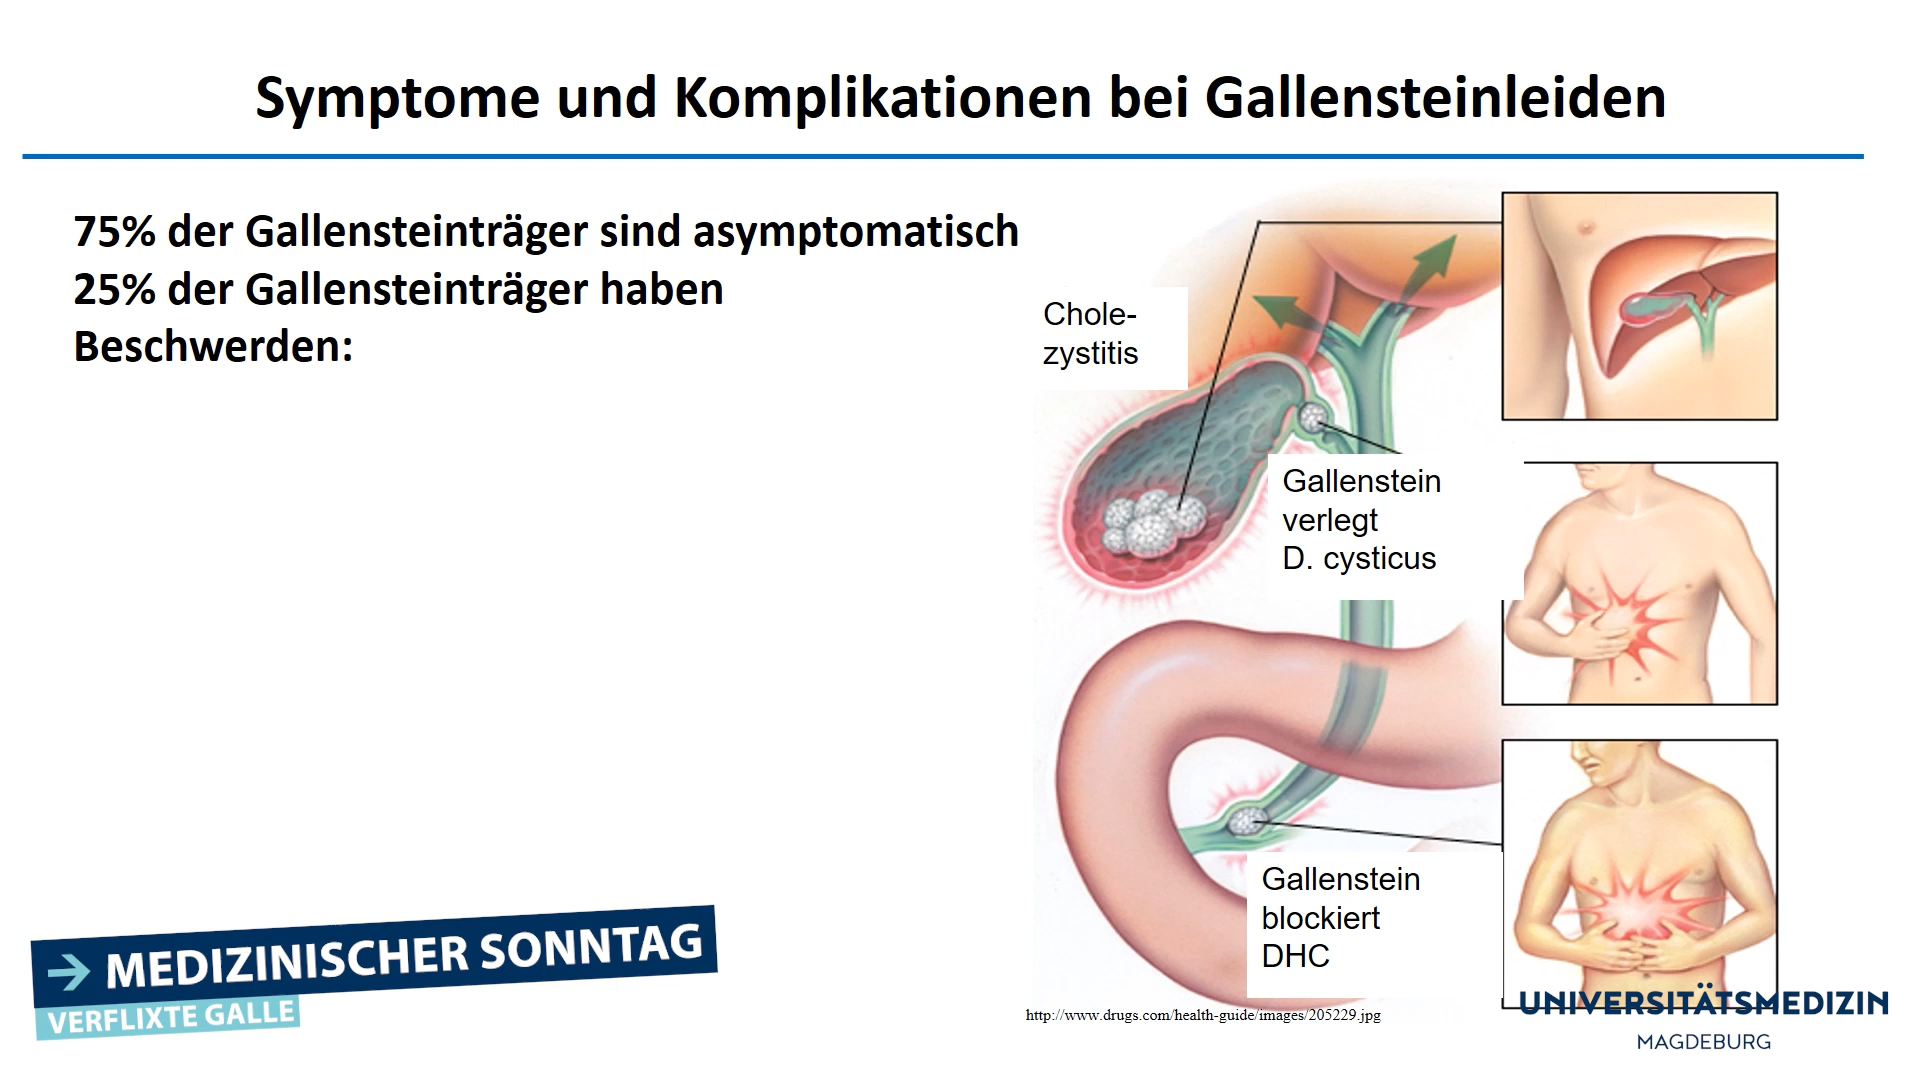 Symptome und Komplikationen bei Gallensteinleiden
75% der Gallensteinträger sind asymptomatisch
25% der Gallensteinträger haben
Beschwerden:
Chole-
zystitis
Gallenstein
verlegt
D. cysticus
Gallenstein
blockiert
DHC
http://www.drugs.com/health-guide/images/205229.jpg
→ MEDIZINISCHER SONNTAG
VERFLIXTE GALLE
UNIVERSITÄTSMEDIZIN
MAGDEBURG